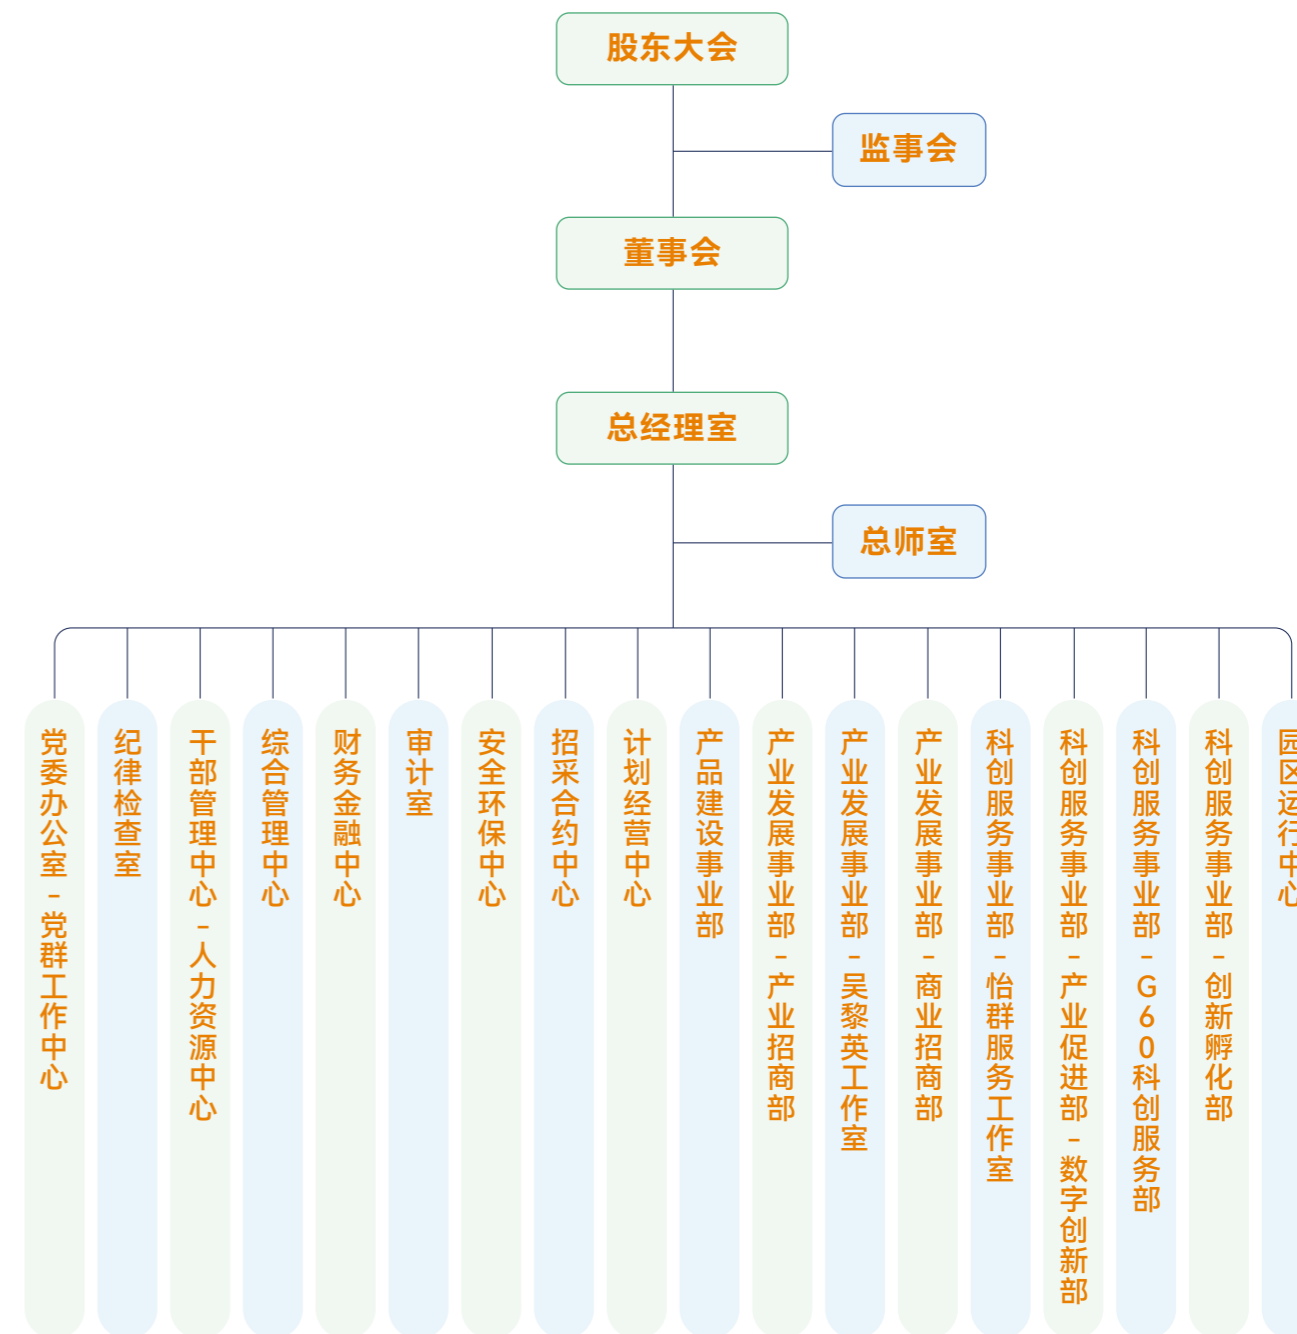 股东大会
监事会
董事会
总经理室
总师室
党委办公室-党群工作中心
纪律检查室
干部管理中心-人力资源中心
综合管理中心
财务金融中心
审计室
安全环保中心
招采合约中心
计划经营中心
产品建设事业部
产业发展事业部-产业招商部
产业发展事业部-吴黎英工作室
产业发展事业部-商业招商部
科创服务事业部-怡群服务工作室
科创服务事业部-产业促进部-数字创新部
科创服务事业部-G60科创服务部
科创服务事业部-创新孵化部
园区运行中心